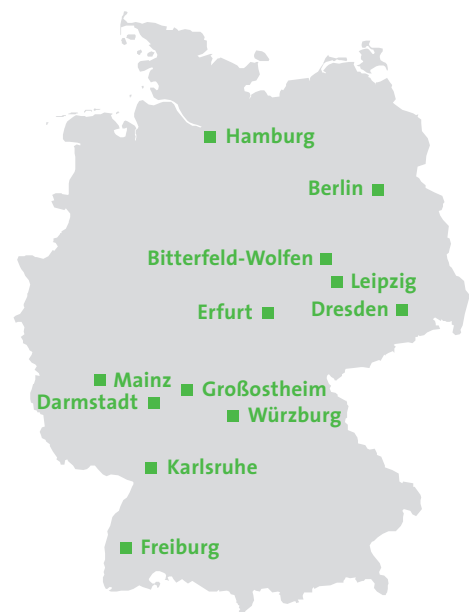 Hamburg
Berlin
Bitterfeld-Wolfen
Leipzig
Erfurt
Dresden
Mainz
Großostheim
Darmstadt
Würzburg
Karlsruhe
Freiburg